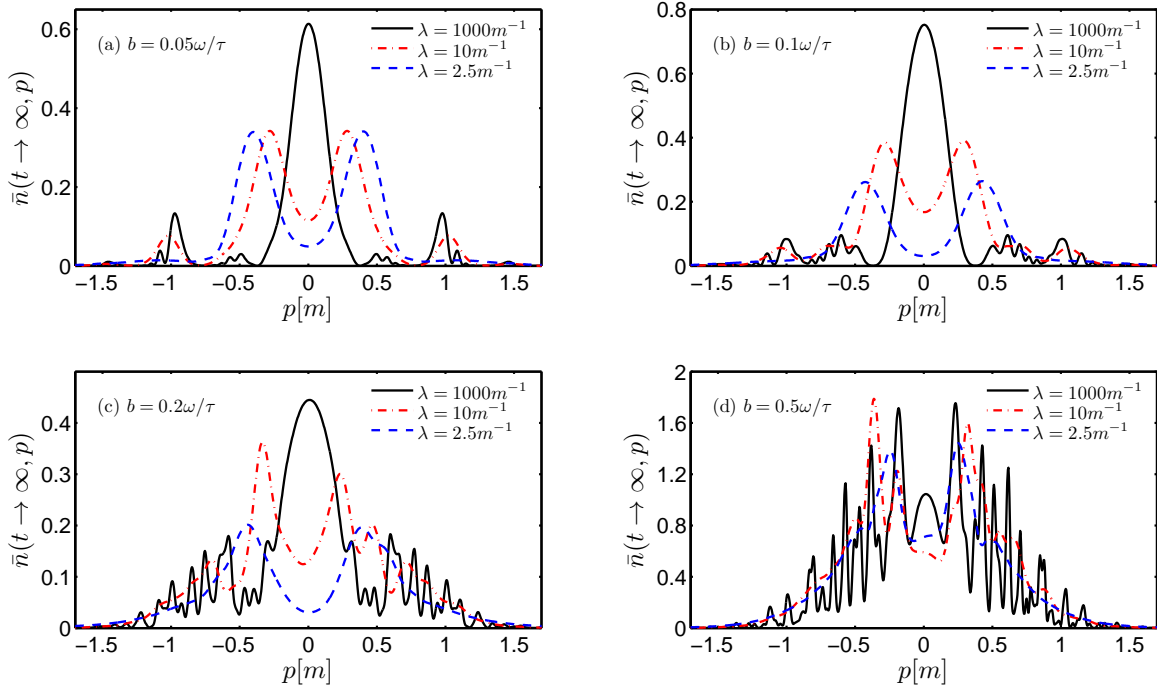 (a) b = 0.05ω/τ
λ = 1000m⁻¹
λ = 10m⁻¹
λ = 2.5m⁻¹
n̄(t → ∞, p)
0.6
0.4
0.2
0
−1.5 −1 −0.5 0 0.5 1 1.5
p[m]
(b) b = 0.1ω/τ
λ = 1000m⁻¹
λ = 10m⁻¹
λ = 2.5m⁻¹
n̄(t → ∞, p)
0.8
0.6
0.4
0.2
0
−1.5 −1 −0.5 0 0.5 1 1.5
p[m]
(c) b = 0.2ω/τ
λ = 1000m⁻¹
λ = 10m⁻¹
λ = 2.5m⁻¹
n̄(t → ∞, p)
0.4
0.3
0.2
0.1
0
−1.5 −1 −0.5 0 0.5 1 1.5
p[m]
(d) b = 0.5ω/τ
λ = 1000m⁻¹
λ = 10m⁻¹
λ = 2.5m⁻¹
n̄(t → ∞, p)
2
1.6
1.2
0.8
0.4
0
−1.5 −1 −0.5 0 0.5 1 1.5
p[m]